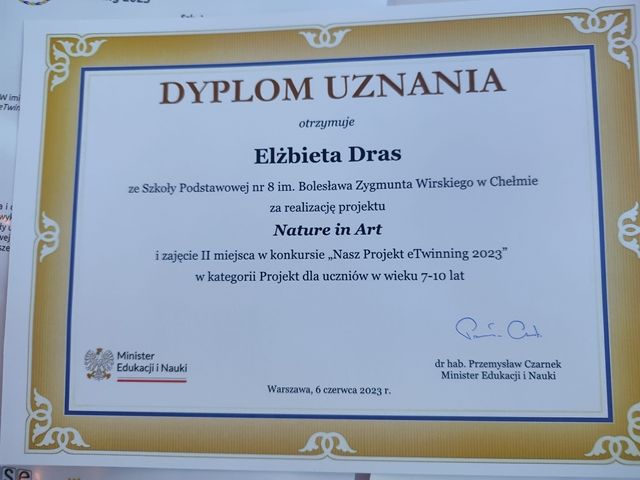 DYPLOM UZNANIA
otrzymuje
Elżbieta Dras
ze Szkoły Podstawowej nr 8 im. Bolesława Zygmunta Wirskiego w Chełmie
za realizację projektu
Nature in Art
i zajęcie II miejsca w konkursie „Nasz Projekt eTwinning 2023”
w kategorii Projekt dla uczniów w wieku 7-10 lat
Minister
Edukacji i Nauki
dr hab. Przemysław Czarnek
Minister Edukacji i Nauki
Warszawa, 6 czerwca 2023 r.